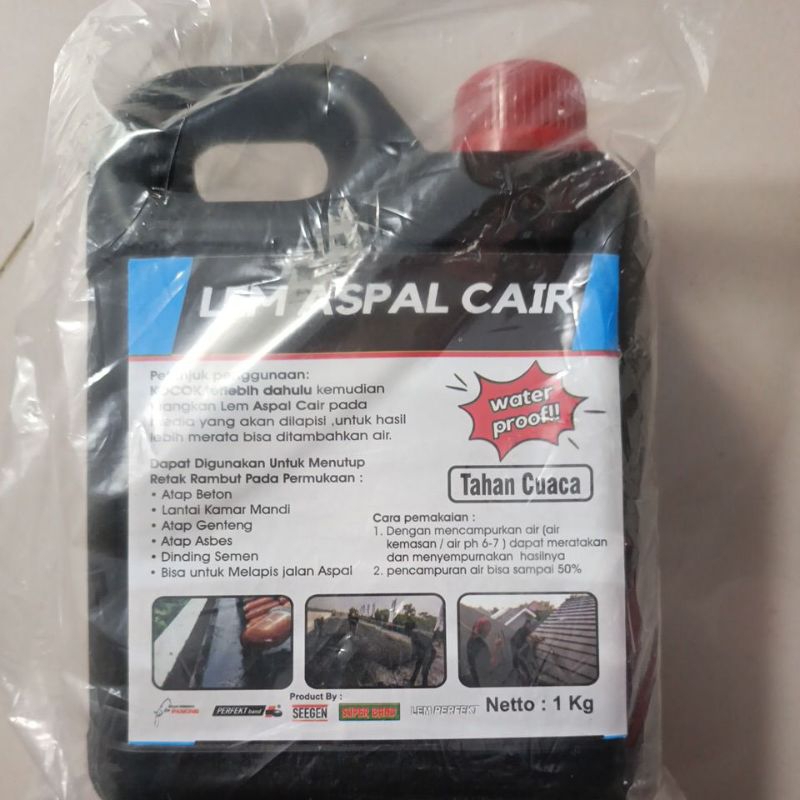 LEM ASPAL CAIR
Petunjuk penggunaan:
KOCOK terlebih dahulu kemudian
tuangkan Lem Aspal Cair pada
media yang akan dilapisi ,untuk hasil
lebih merata bisa ditambahkan air.
water
proof!!
Tahan Cuaca
Dapat Digunakan Untuk Menutup
Retak Rambut Pada Permukaan :
• Atap Beton
• Lantai Kamar Mandi
• Atap Genteng
• Atap Asbes
• Dinding Semen
• Bisa untuk Melapis jalan Aspal
Cara pemakaian :
1. Dengan mencampurkan air (air
kemasan / air ph 6-7 ) dapat meratakan
dan menyempurnakan hasilnya
2. pencampuran air bisa sampai 50%
Product By :
PERFEKT band
SEEGEN
SUPER BAND
LEM PERFEKT
Netto : 1 Kg